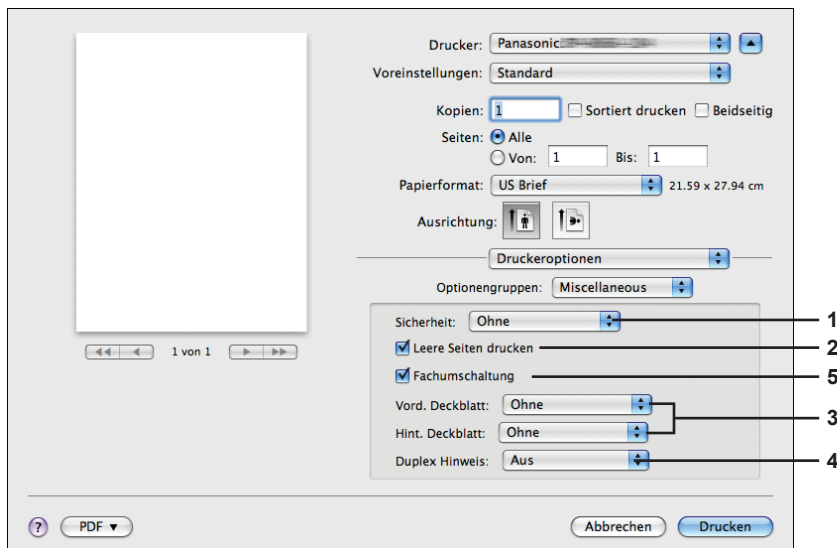 Drucker: Panasonic
Voreinstellungen: Standard
Kopien: 1 Sortiert drucken Beidseitig
Seiten: Alle
Von: 1 Bis: 1
Papierformat: US Brief 21.59 x 27.94 cm
Ausrichtung:
Druckeroptionen
Optionengruppen: Miscellaneous
Sicherheit: Ohne 1
1 von 1 Leere Seiten drucken 2
Fachumschaltung 5
Vord. Deckblatt: Ohne
3
Hint. Deckblatt: Ohne
Duplex Hinweis: Aus 4
? PDF Abbrechen Drucken